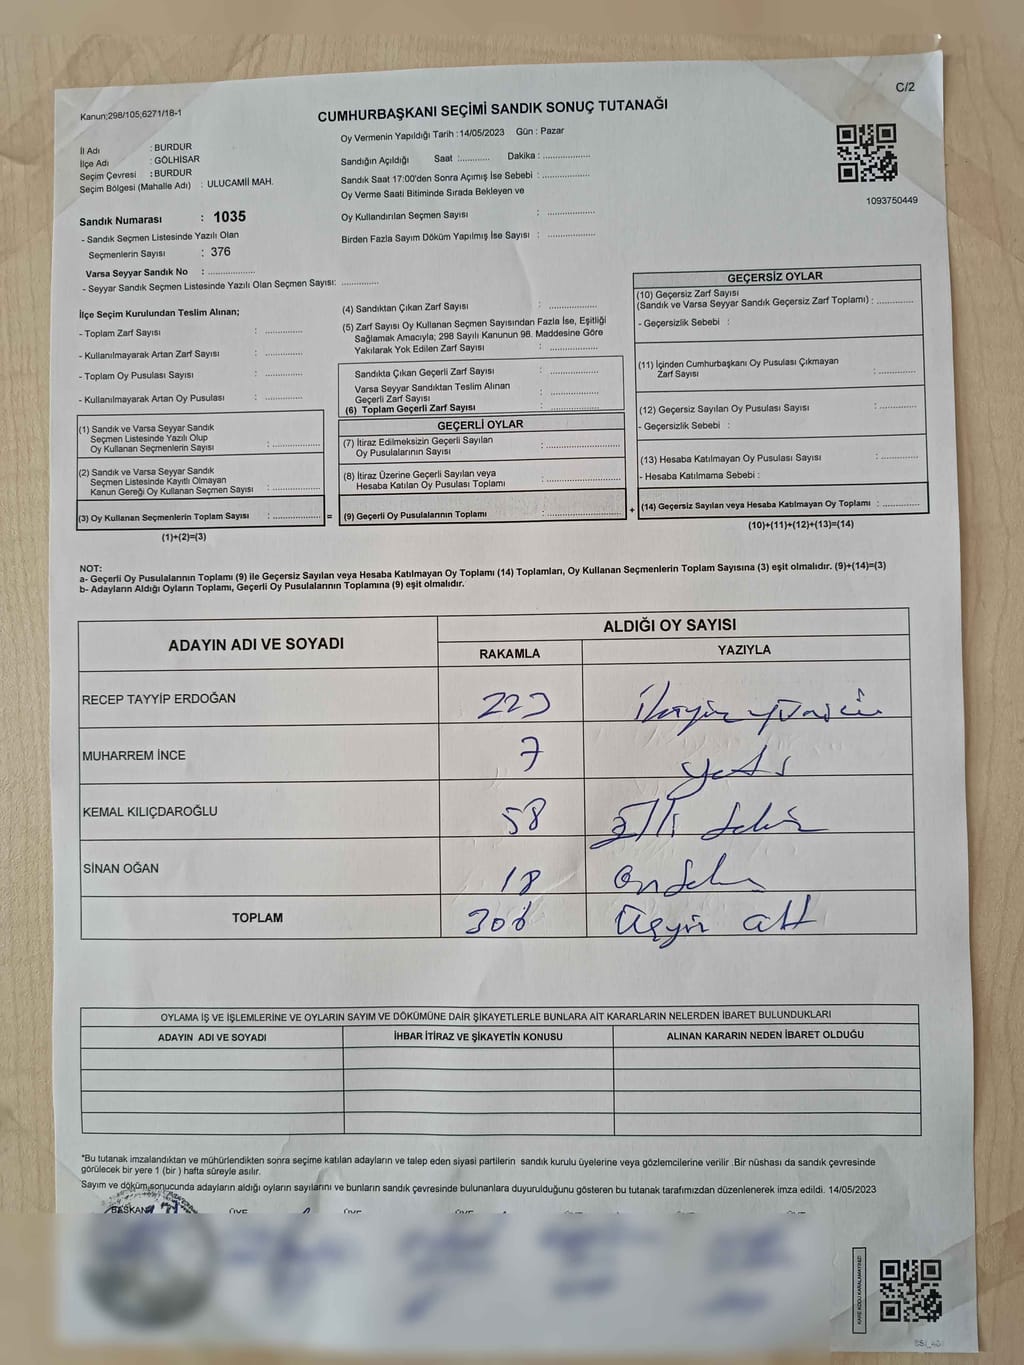 C/2
Kanun;298/105;6271/18-1
CUMHURBAŞKANI SEÇİMİ SANDIK SONUÇ TUTANAĞI
Oy Vermenin Yapıldığı Tarih : 14/05/2023 Gün : Pazar
İl Adı : BURDUR
İlçe Adı : GÖLHİSAR
Seçim Çevresi : BURDUR
Seçim Bölgesi (Mahalle Adı) : ULUCAMİİ MAH.
Sandık Numarası : 1035
- Sandık Seçmen Listesinde Yazılı Olan
Seçmenlerin Sayısı : 376
Varsa Seyyar Sandık No : ................
- Seyyar Sandık Seçmen Listesinde Yazılı Olan Seçmen Sayısı: .............
Sandığın Açıldığı Saat :........... Dakika : ................
Sandık Saat 17:00'den Sonra Açımış İse Sebebi : ................
Oy Verme Saati Bitiminde Sırada Bekleyen ve
Oy Kullandırılan Seçmen Sayısı : ................
Birden Fazla Sayım Döküm Yapılmış İse Sayısı : ................
1093750449
İlçe Seçim Kurulundan Teslim Alınan;
- Toplam Zarf Sayısı : .............
- Kullanılmayarak Artan Zarf Sayısı : .............
- Toplam Oy Pusulası Sayısı : .............
- Kullanılmayarak Artan Oy Pusulası : .............
(1) Sandık ve Varsa Seyyar Sandık
Seçmen Listesinde Yazılı Olup
Oy Kullanan Seçmenlerin Sayısı : ................
(2) Sandık ve Varsa Seyyar Sandık
Seçmen Listesinde Kayıtlı Olmayan
Kanun Gereği Oy Kullanan Seçmen Sayısı : ................
(3) Oy Kullanan Seçmenlerin Toplam Sayısı : ................ =
(1)+(2)=(3)
(4) Sandıktan Çıkan Zarf Sayısı : ................
(5) Zarf Sayısı Oy Kullanan Seçmen Sayısından Fazla İse, Eşitliği
Sağlamak Amacıyla; 298 Sayılı Kanunun 98. Maddesine Göre
Yakılarak Yok Edilen Zarf Sayısı : ................
Sandıkta Çıkan Geçerli Zarf Sayısı : ................
Varsa Seyyar Sandıktan Teslim Alınan
Geçerli Zarf Sayısı : ................
(6) Toplam Geçerli Zarf Sayısı : ................
GEÇERLİ OYLAR
(7) İtiraz Edilmeksizin Geçerli Sayılan
Oy Pusulalarının Sayısı : ................
(8) İtiraz Üzerine Geçerli Sayılan veya
Hesaba Katılan Oy Pusulası Toplamı : ................
(9) Geçerli Oy Pusulalarının Toplamı : ................ +
GEÇERSİZ OYLAR
(10) Geçersiz Zarf Sayısı
(Sandık ve Varsa Seyyar Sandık Geçersiz Zarf Toplamı) : .............
- Geçersizlik Sebebi :
(11) İçinden Cumhurbaşkanı Oy Pusulası Çıkmayan
Zarf Sayısı : .............
(12) Geçersiz Sayılan Oy Pusulası Sayısı : .............
- Geçersizlik Sebebi :
(13) Hesaba Katılmayan Oy Pusulası Sayısı : .............
- Hesaba Katılmama Sebebi :
(14) Geçersiz Sayılan veya Hesaba Katılmayan Oy Toplamı : .............
(10)+(11)+(12)+(13)=(14)
NOT:
a- Geçerli Oy Pusulalarının Toplamı (9) ile Geçersiz Sayılan veya Hesaba Katılmayan Oy Toplamı (14) Toplamları, Oy Kullanan Seçmenlerin Toplam Sayısına (3) eşit olmalıdır. (9)+(14)=(3)
b- Adayların Aldığı Oyların Toplamı, Geçerli Oy Pusulalarının Toplamına (9) eşit olmalıdır.
ADAYIN ADI VE SOYADI
ALDIĞI OY SAYISI
RAKAMLA YAZIYLA
RECEP TAYYİP ERDOĞAN 223 İkiyüz yirmi üç
MUHARREM İNCE 7 yedi
KEMAL KILIÇDAROĞLU 58 Elli Sekiz
SİNAN OĞAN 18 On Sekiz
TOPLAM 306 Üçyüz altı
OYLAMA İŞ VE İŞLEMLERİNE VE OYLARIN SAYIM VE DÖKÜMÜNE DAİR ŞİKAYETLERLE BUNLARA AİT KARARLARIN NELERDEN İBARET BULUNDUKLARI
ADAYIN ADI VE SOYADI İHBAR İTİRAZ VE ŞİKAYETİN KONUSU ALINAN KARARIN NEDEN İBARET OLDUĞU
*Bu tutanak imzalandıktan ve mühürlendikten sonra seçime katılan adayların ve talep eden siyasi partilerin sandık kurulu üyelerine veya gözlemcilerine verilir .Bir nüshası da sandık çevresinde
görülecek bir yere 1 (bir ) hafta süreyle asılır.
Sayım ve döküm sonucunda adayların aldığı oyların sayılarını ve bunların sandık çevresinde bulunanlara duyurulduğunu gösteren bu tutanak tarafımızdan düzenlenerek imza edildi. 14/05/2023
BAŞKAN ÜYE ÜYE ÜYE ÜYE ÜYE
KARE KODU KARALAMAYINIZ!